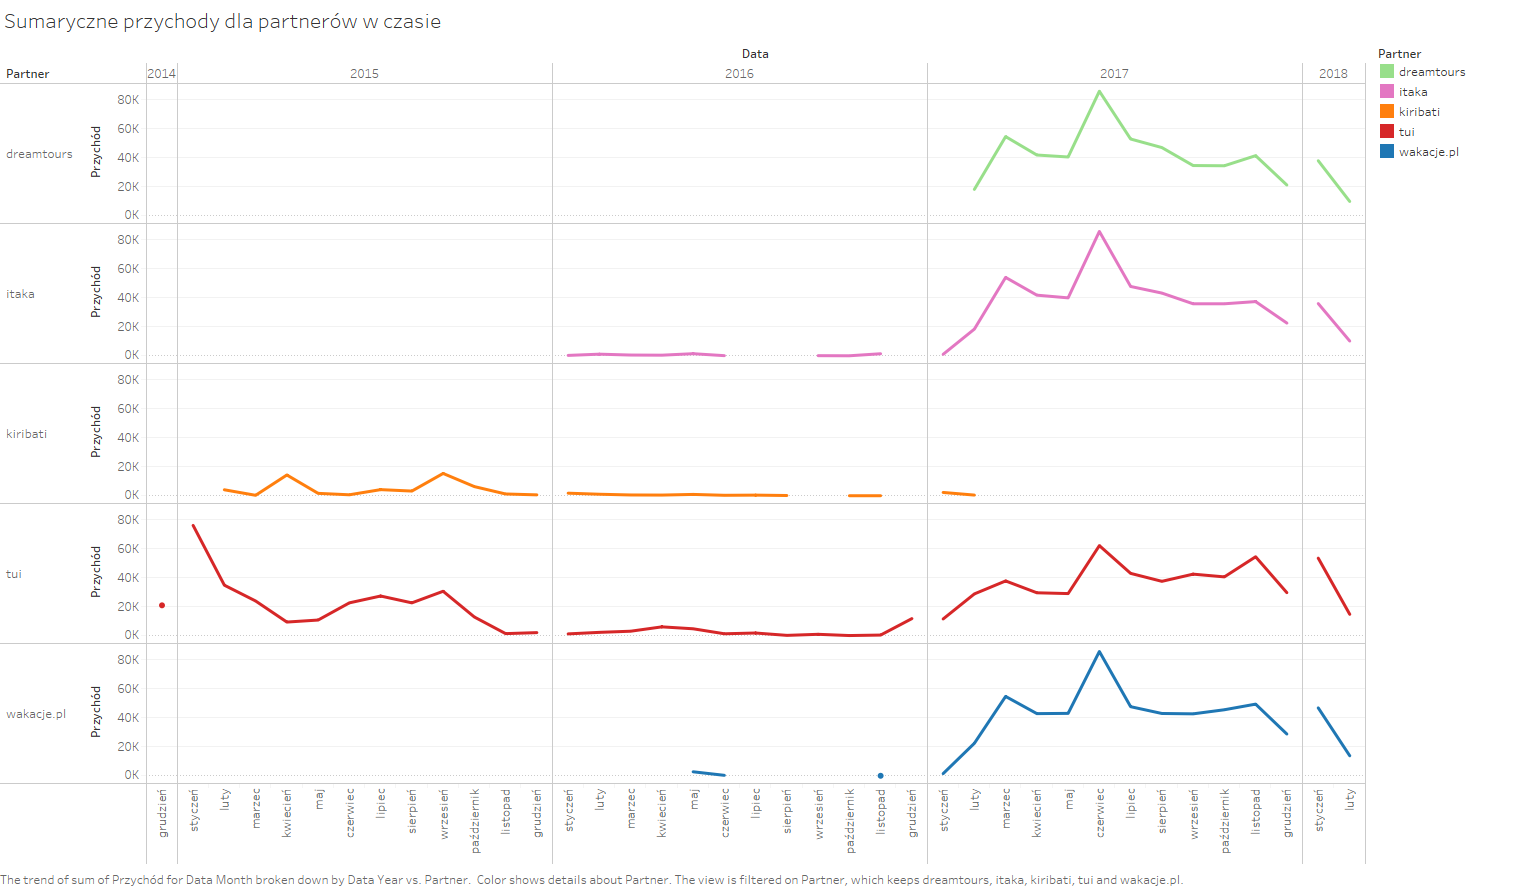 Sumaryczne przychody dla partnerów w czasie
Data
Partner 2014 2015 2016 2017 2018
Partner
dreamtours
itaka
kiribati
tui
wakacje.pl
dreamtours
Przychód
80K
60K
40K
20K
0K
itaka
Przychód
80K
60K
40K
20K
0K
kiribati
Przychód
80K
60K
40K
20K
0K
tui
Przychód
80K
60K
40K
20K
0K
wakacje.pl
Przychód
80K
60K
40K
20K
0K
grudzień
styczeń
luty
marzec
kwiecień
maj
czerwiec
lipiec
sierpień
wrzesień
październik
listopad
grudzień
styczeń
luty
marzec
kwiecień
maj
czerwiec
lipiec
sierpień
wrzesień
październik
listopad
grudzień
styczeń
luty
marzec
kwiecień
maj
czerwiec
lipiec
sierpień
wrzesień
październik
listopad
grudzień
styczeń
luty
The trend of sum of Przychód for Data Month broken down by Data Year vs. Partner.  Color shows details about Partner. The view is filtered on Partner, which keeps dreamtours, itaka, kiribati, tui and wakacje.pl.